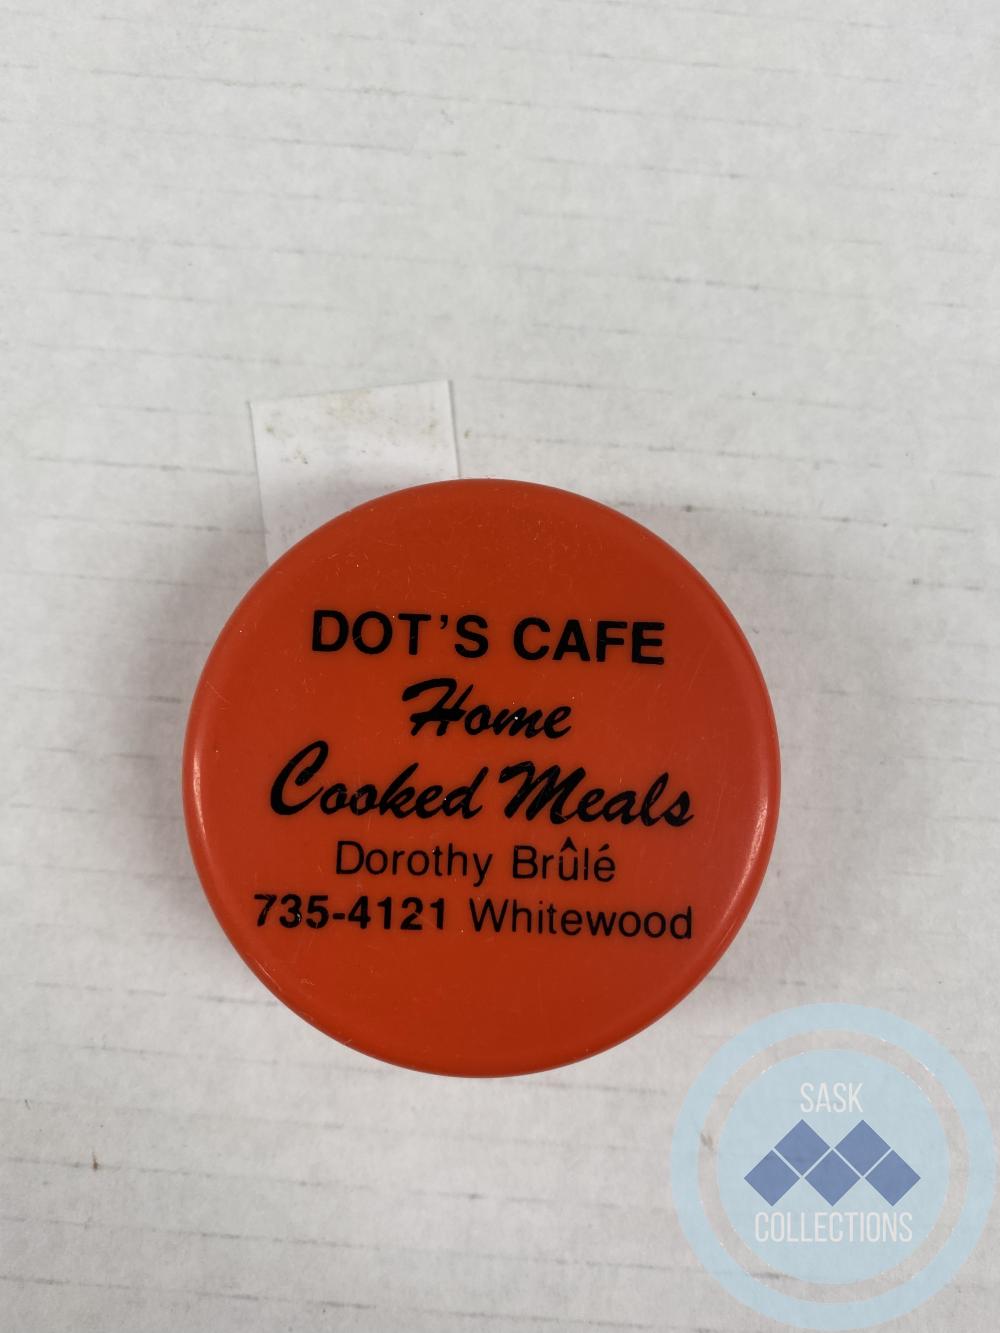 DOT'S CAFE
Home
Cooked Meals
Dorothy Brûlé
735-4121 Whitewood
SASK
COLLECTIONS